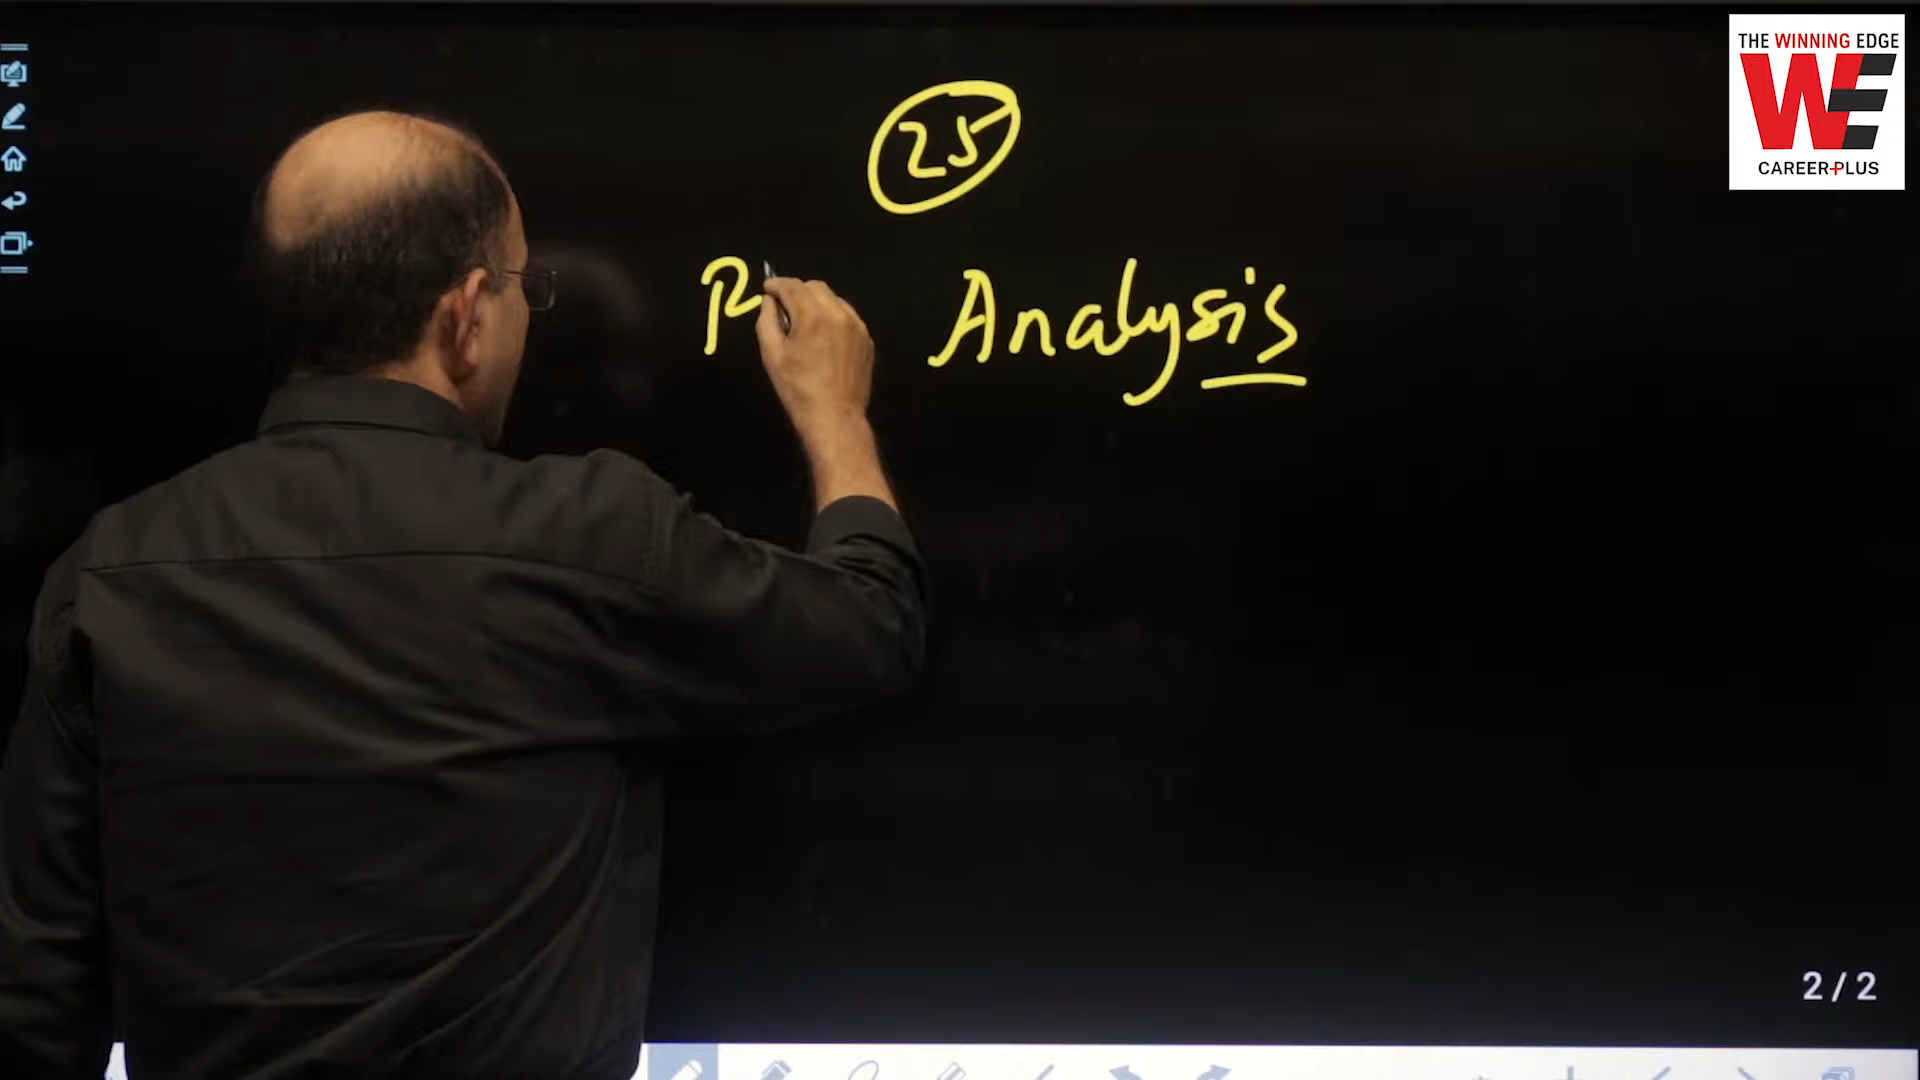 THE WINNING EDGE
WE
CAREER+PLUS
25
Analysis
2/2